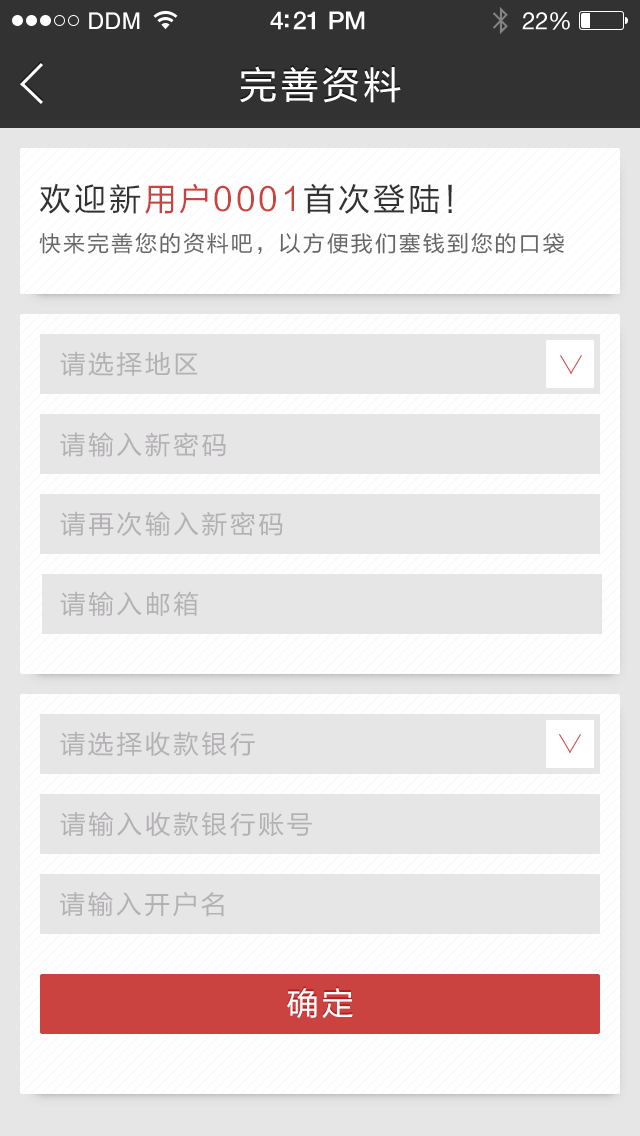 DDM 4:21 PM 22%
完善资料
欢迎新用户0001首次登陆！
快来完善您的资料吧，以方便我们塞钱到您的口袋
请选择地区
请输入新密码
请再次输入新密码
请输入邮箱
请选择收款银行
请输入收款银行账号
请输入开户名
确定